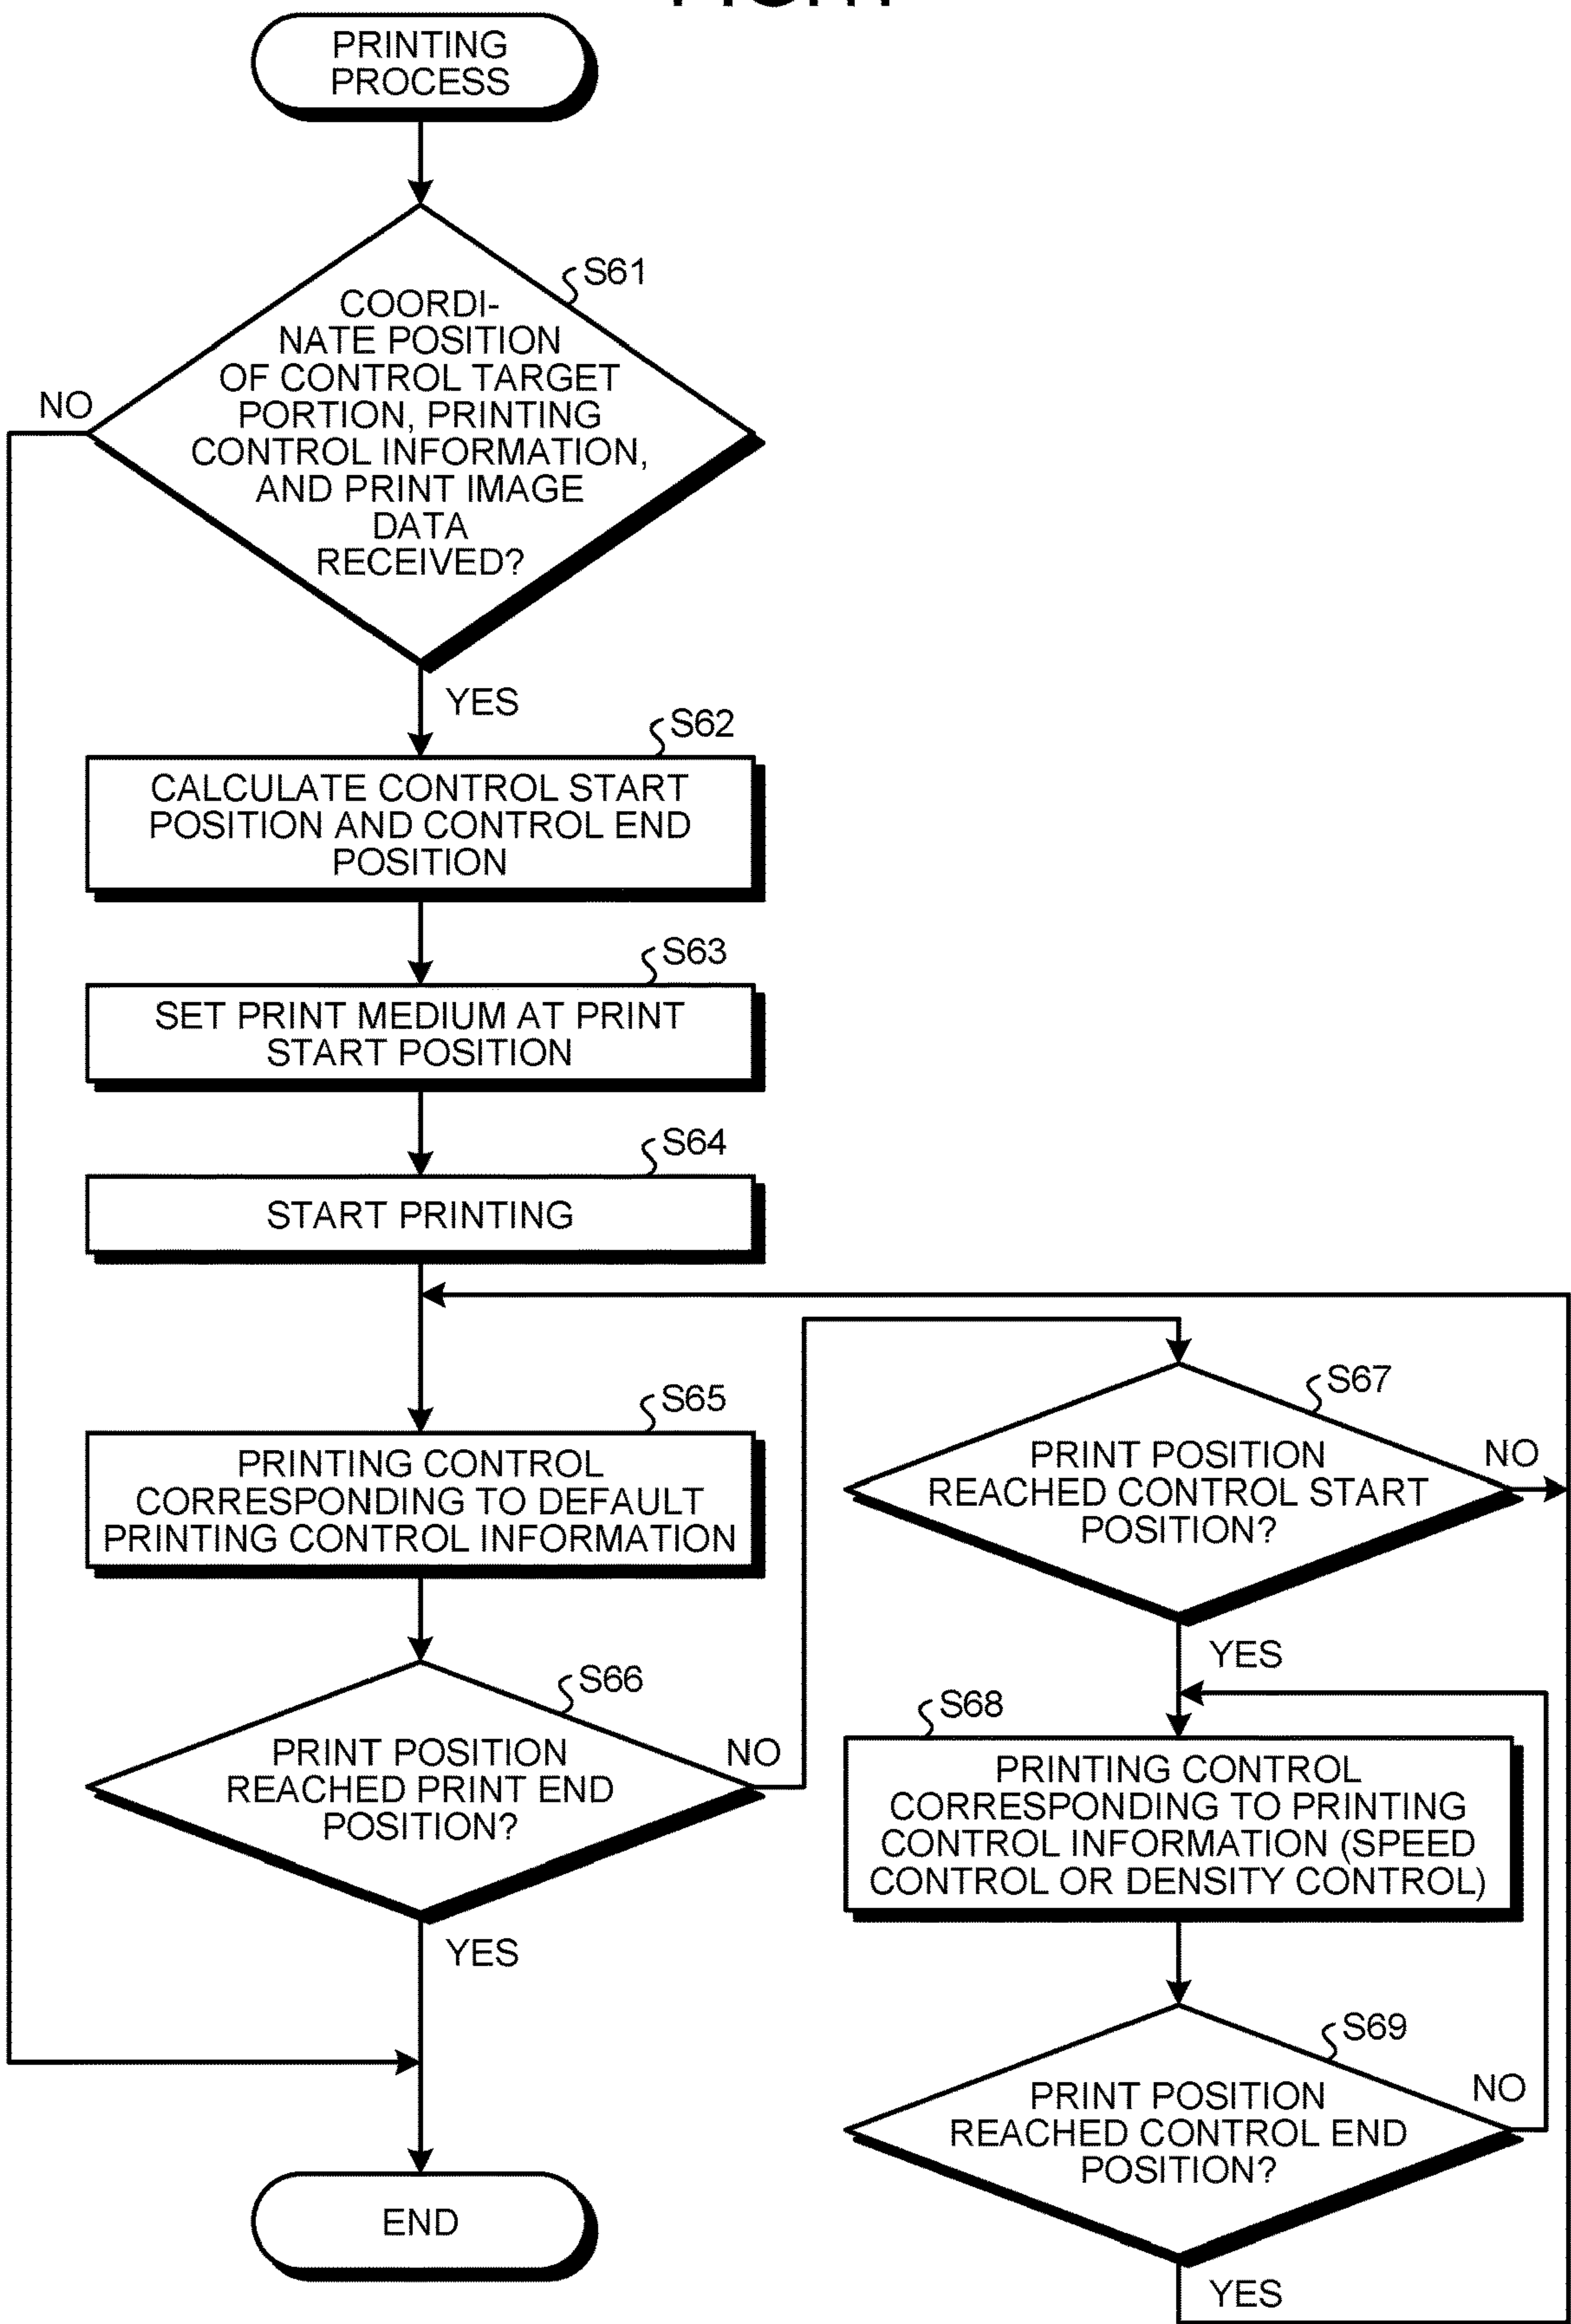 PRINTING
PROCESS
S61
COORDI-
NATE POSITION
OF CONTROL TARGET
PORTION, PRINTING
CONTROL INFORMATION,
AND PRINT IMAGE
DATA
RECEIVED?
NO
YES
S62
CALCULATE CONTROL START
POSITION AND CONTROL END
POSITION
S63
SET PRINT MEDIUM AT PRINT
START POSITION
S64
START PRINTING
S65
PRINTING CONTROL
CORRESPONDING TO DEFAULT
PRINTING CONTROL INFORMATION
S66
PRINT POSITION
REACHED PRINT END
POSITION?
NO
YES
END
S67
PRINT POSITION
REACHED CONTROL START
POSITION?
NO
YES
S68
PRINTING CONTROL
CORRESPONDING TO PRINTING
CONTROL INFORMATION (SPEED
CONTROL OR DENSITY CONTROL)
S69
PRINT POSITION
REACHED CONTROL END
POSITION?
NO
YES